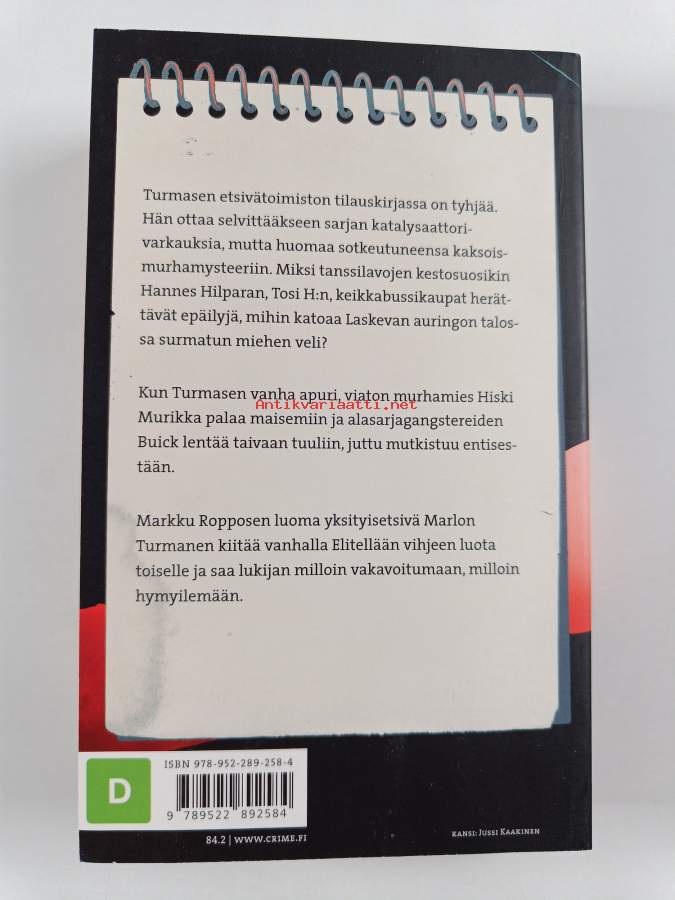 Turmasen etsivätoimiston tilauskirjassa on tyhjää.
Hän ottaa selvittääkseen sarjan katalysaattori-
varkauksia, mutta huomaa sotkeutuneensa kaksois-
murhamysteeriin. Miksi tanssilavojen kestosuosikin
Hannes Hilparan, Tosi H:n, keikkabussikaupat herät-
tävät epäilyjä, mihin katoaa Laskevan auringon talos-
sa surmatun miehen veli?
Kun Turmasen vanha apuri, viaton murhamies Hiski
Antikvariaatti.net
Murikka palaa maisemiin ja alasarjagangstereiden
Buick lentää taivaan tuuliin, juttu mutkistuu entises-
tään.
Markku Ropposen luoma yksityisetsivä Marlon
Turmanen kiitää vanhalla Elitellään vihjeen luota
toiselle ja saa lukijan milloin vakavoitumaan, milloin
hymyilemään.
ISBN 978-952-289-258-4
D
9 789522 892584
84.2 | WWW.CRIME.FI
KANSI: JUSSI KAAKINEN